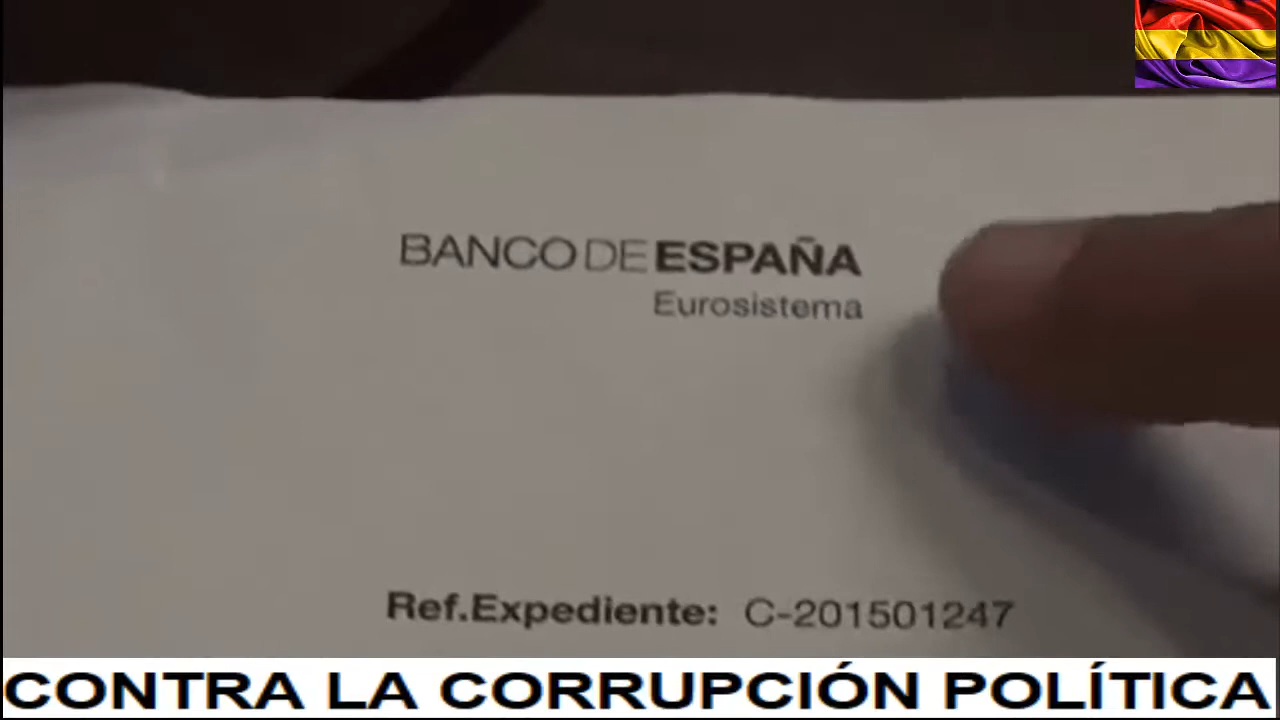 BANCO DE ESPAÑA
Eurosistema
Ref.Expediente: C-201501247
CONTRA LA CORRUPCIÓN POLÍTICA